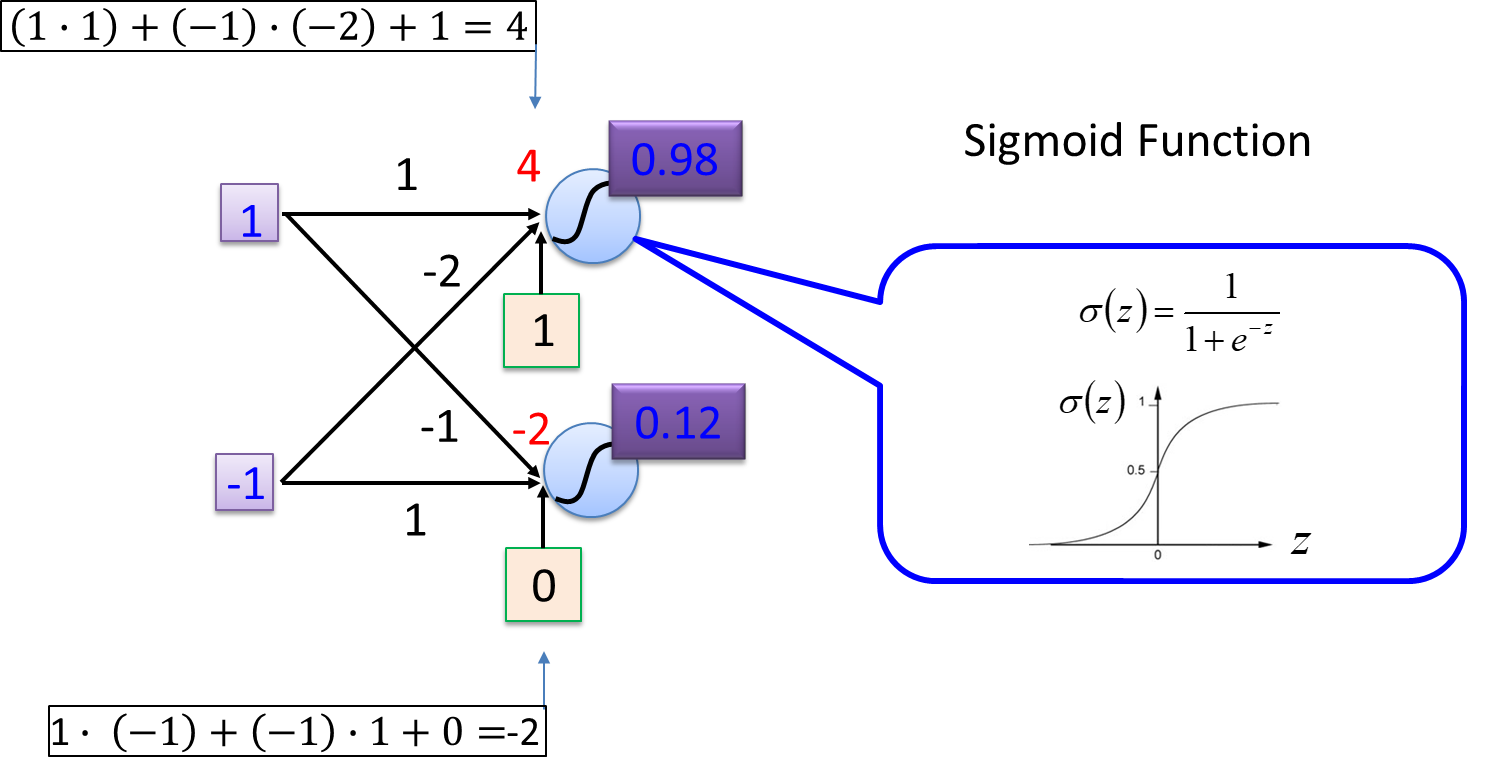 (1 · 1) + (−1) · (−2) + 1 = 4
4
0.98
Sigmoid Function
1
1
-2
1
σ(z) = 1 / 1 + e^−z
σ(z)
1
0.5
0
z
-1
-2
0.12
-1
1
0
1 · (−1) + (−1) · 1 + 0 =-2